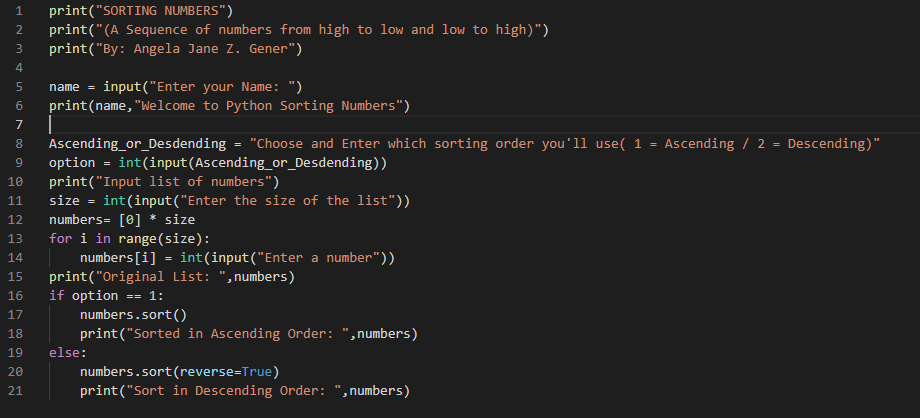 1 print("SORTING NUMBERS")
2 print("(A Sequence of numbers from high to low and low to high)")
3 print("By: Angela Jane Z. Gener")
4
5 name = input("Enter your Name: ")
6 print(name,"Welcome to Python Sorting Numbers")
7
8 Ascending_or_Desdending = "Choose and Enter which sorting order you'll use( 1 = Ascending / 2 = Descending)"
9 option = int(input(Ascending_or_Desdending))
10 print("Input list of numbers")
11 size = int(input("Enter the size of the list"))
12 numbers= [0] * size
13 for i in range(size):
14     numbers[i] = int(input("Enter a number"))
15 print("Original List: ",numbers)
16 if option == 1:
17     numbers.sort()
18     print("Sorted in Ascending Order: ",numbers)
19 else:
20     numbers.sort(reverse=True)
21     print("Sort in Descending Order: ",numbers)